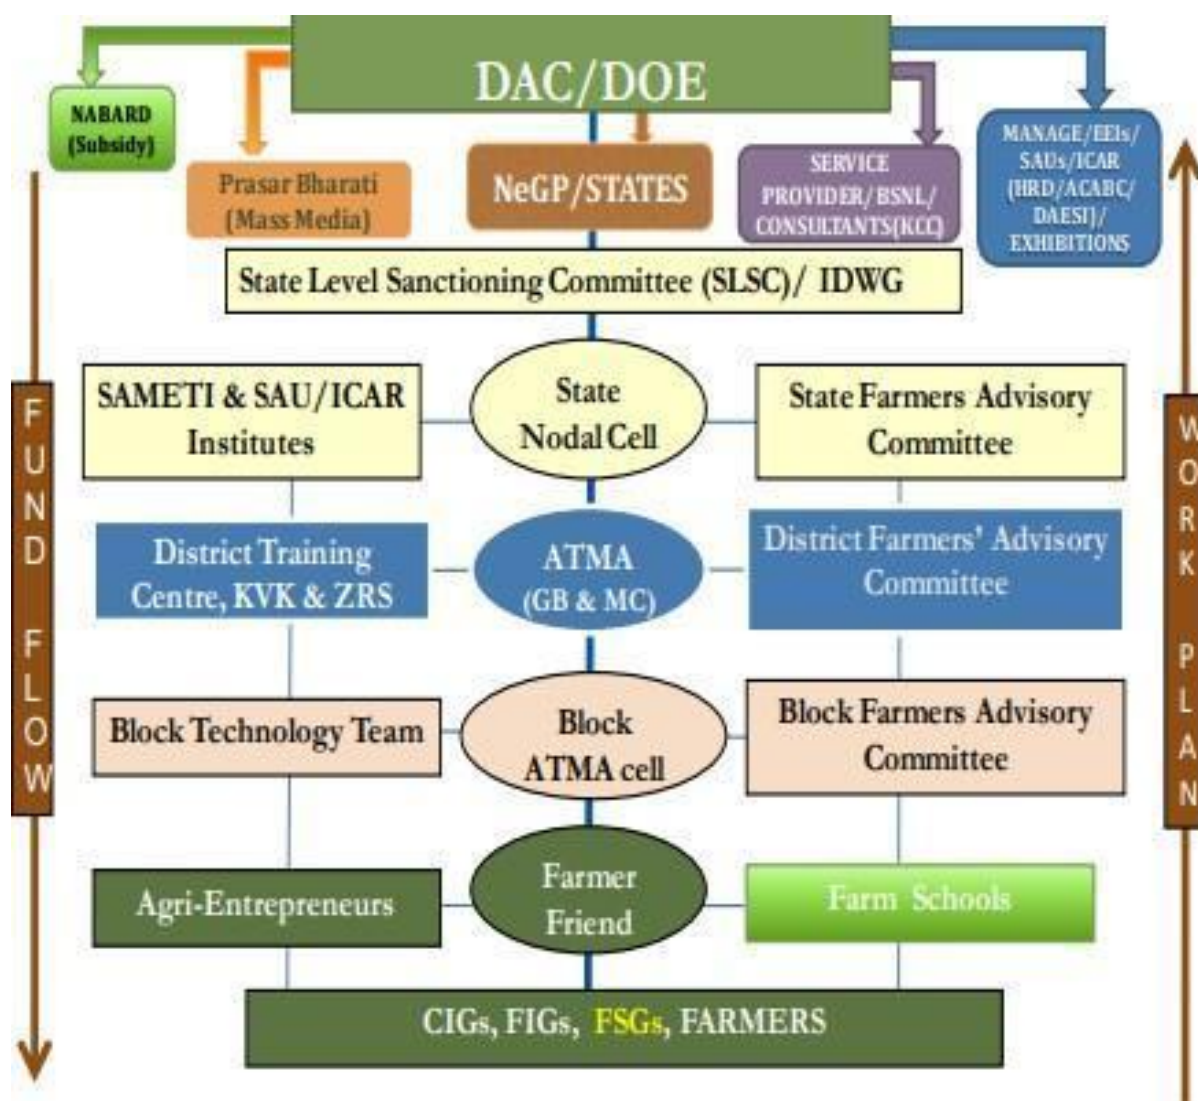 DAC/DOE
NABARD
(Subsidy)
Prasar Bharati
(Mass Media)
NeGP/STATES
SERVICE
PROVIDER/BSNL/
CONSULTANTS(KCC)
MANAGE/EEIs/
SAUs/ICAR
(HRD/ACABC/
DAESI)/
EXHIBITIONS
State Level Sanctioning Committee (SLSC)/ IDWG
SAMETI & SAU/ICAR
Institutes
State
Nodal Cell
State Farmers Advisory
Committee
District Training
Centre, KVK & ZRS
ATMA
(GB & MC)
District Farmers' Advisory
Committee
Block Technology Team
Block
ATMA cell
Block Farmers Advisory
Committee
Agri-Entrepreneurs
Farmer
Friend
Farm Schools
CIGs, FIGs, FSGs, FARMERS
FUND FLOW
WORK PLAN